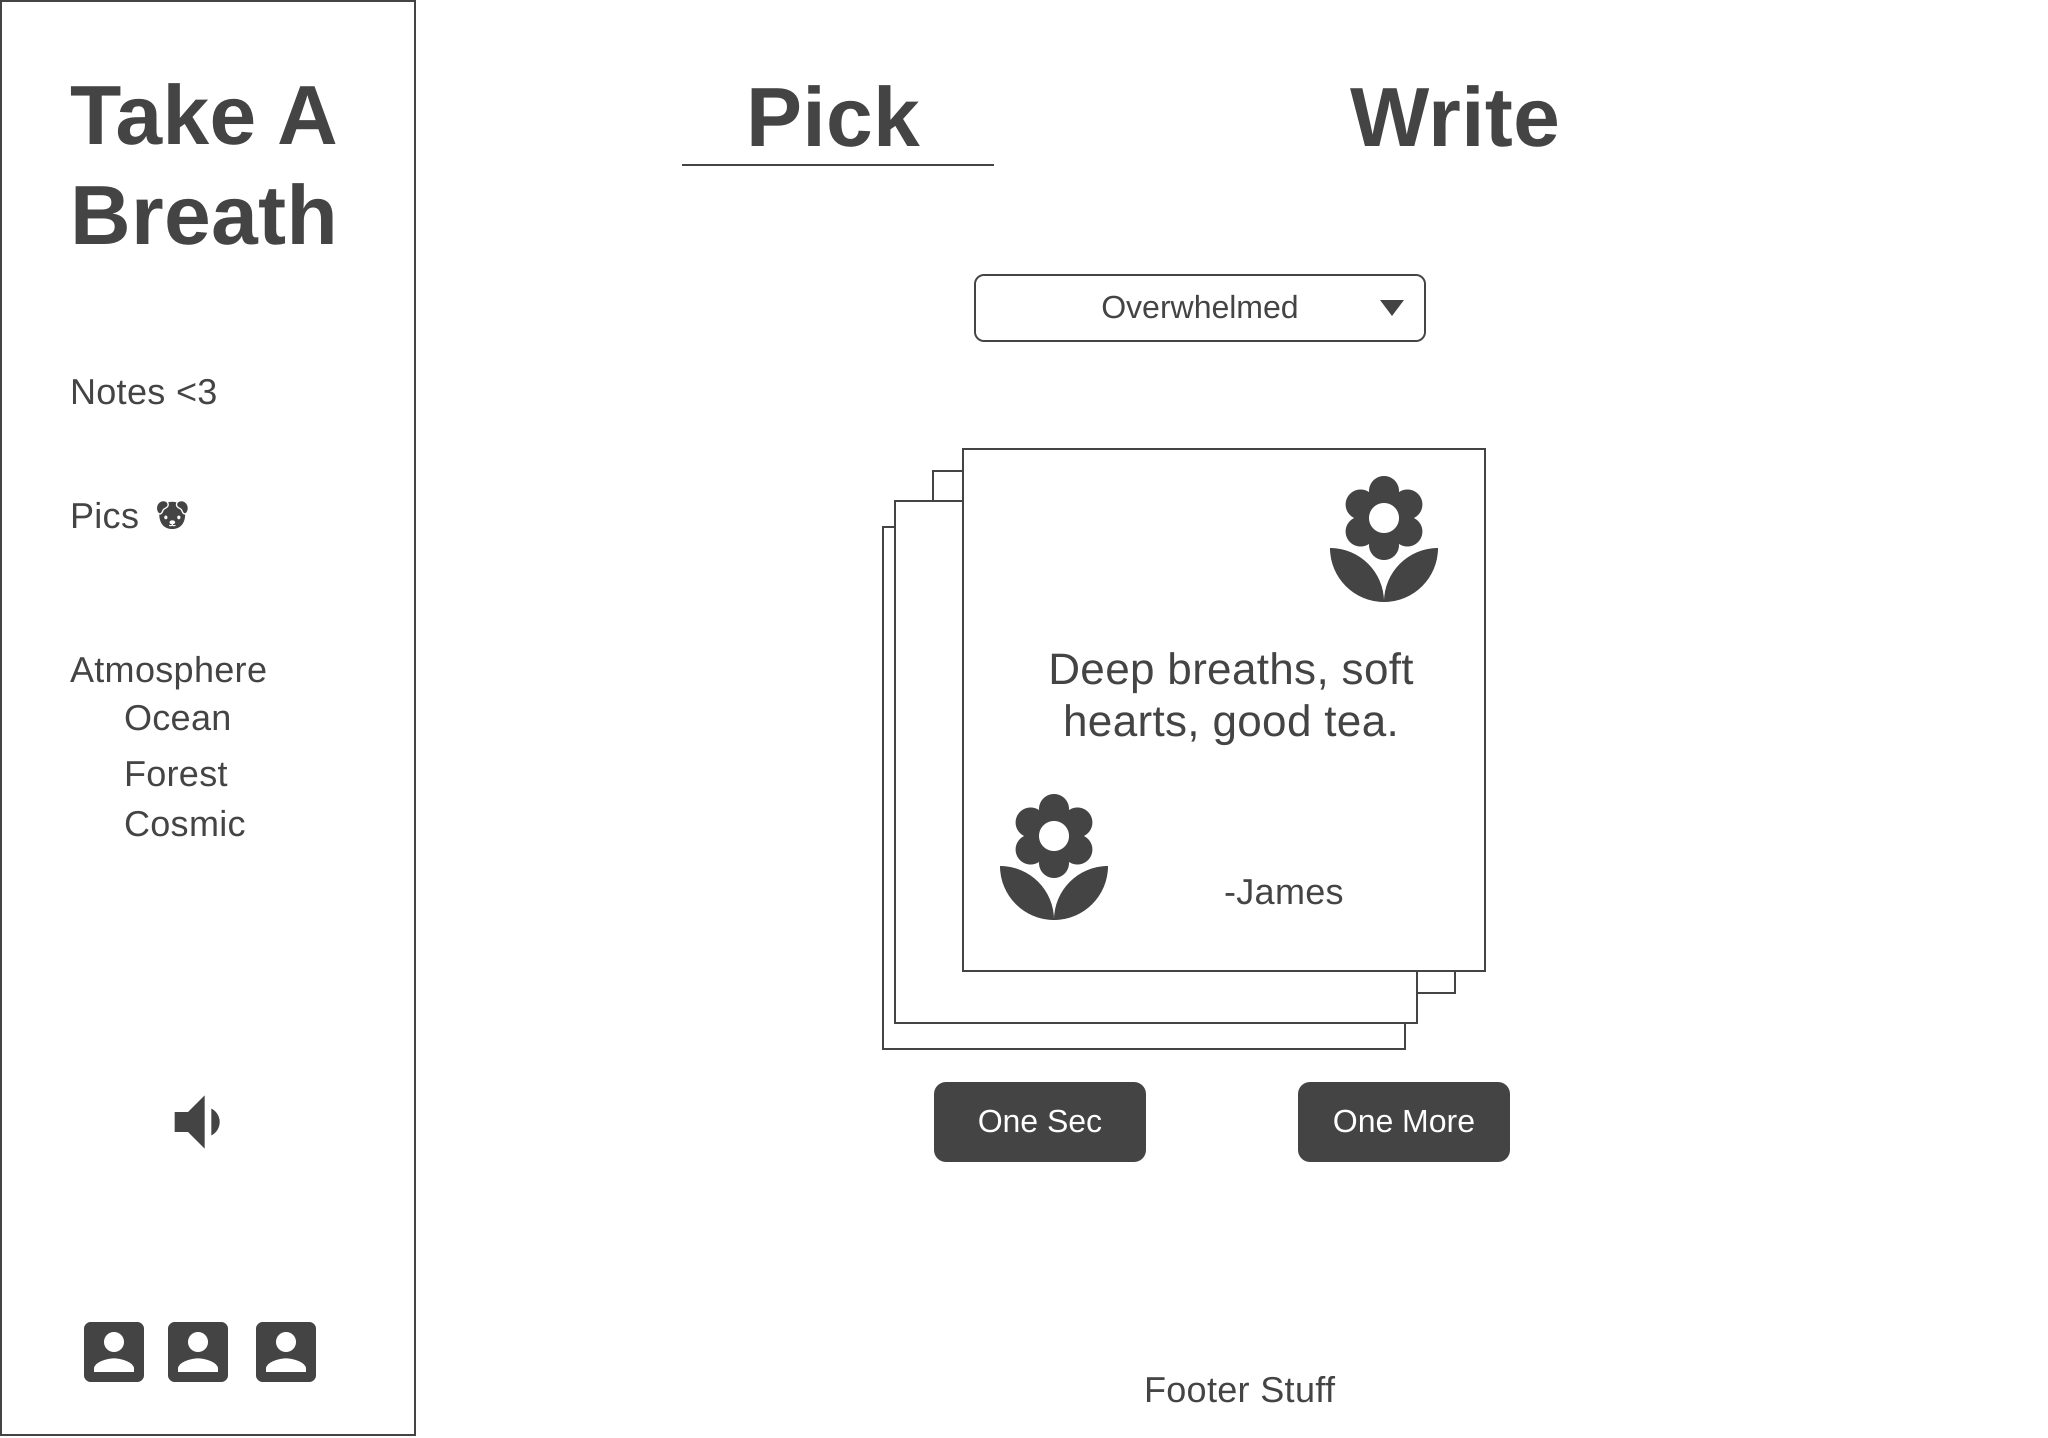 Take A
Breath
Notes <3
Pics
Atmosphere
Ocean
Forest
Cosmic
Pick
Write
Overwhelmed
Deep breaths, soft
hearts, good tea.
-James
One Sec
One More
Footer Stuff